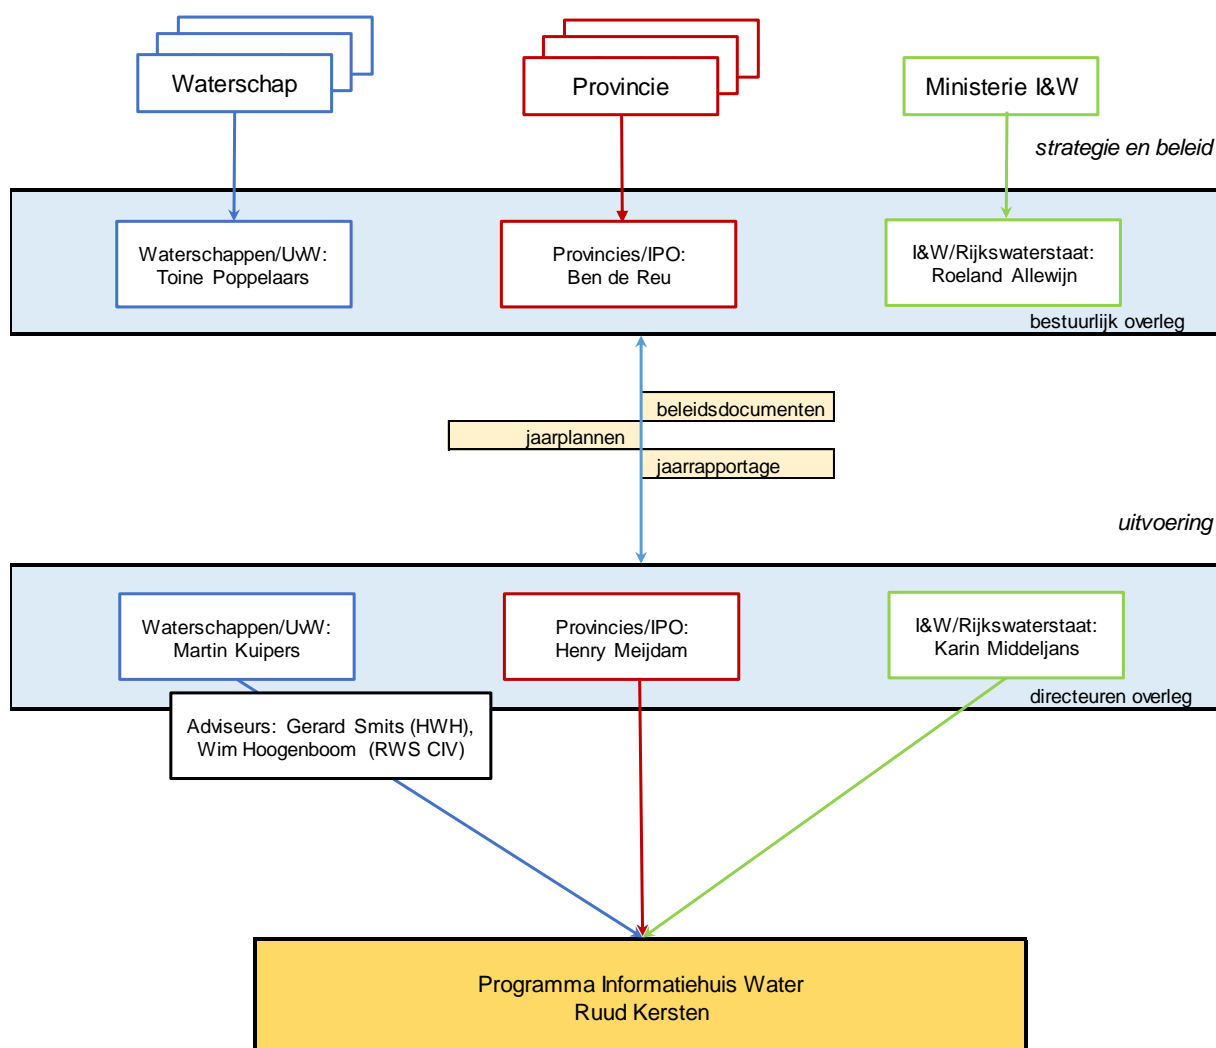 Waterschap
Provincie
Ministerie I&W
strategie en beleid
Waterschappen/UvW:
Toine Poppelaars
Provincies/IPO:
Ben de Reu
I&W/Rijkswaterstaat:
Roeland Allewijn
bestuurlijk overleg
beleidsdocumenten
jaarplannen
jaarrapportage
uitvoering
Waterschappen/UvW:
Martin Kuipers
Provincies/IPO:
Henry Meijdam
I&W/Rijkswaterstaat:
Karin Middeljans
directeuren overleg
Adviseurs: Gerard Smits (HWH),
Wim Hoogenboom (RWS CIV)
Programma Informatiehuis Water
Ruud Kersten